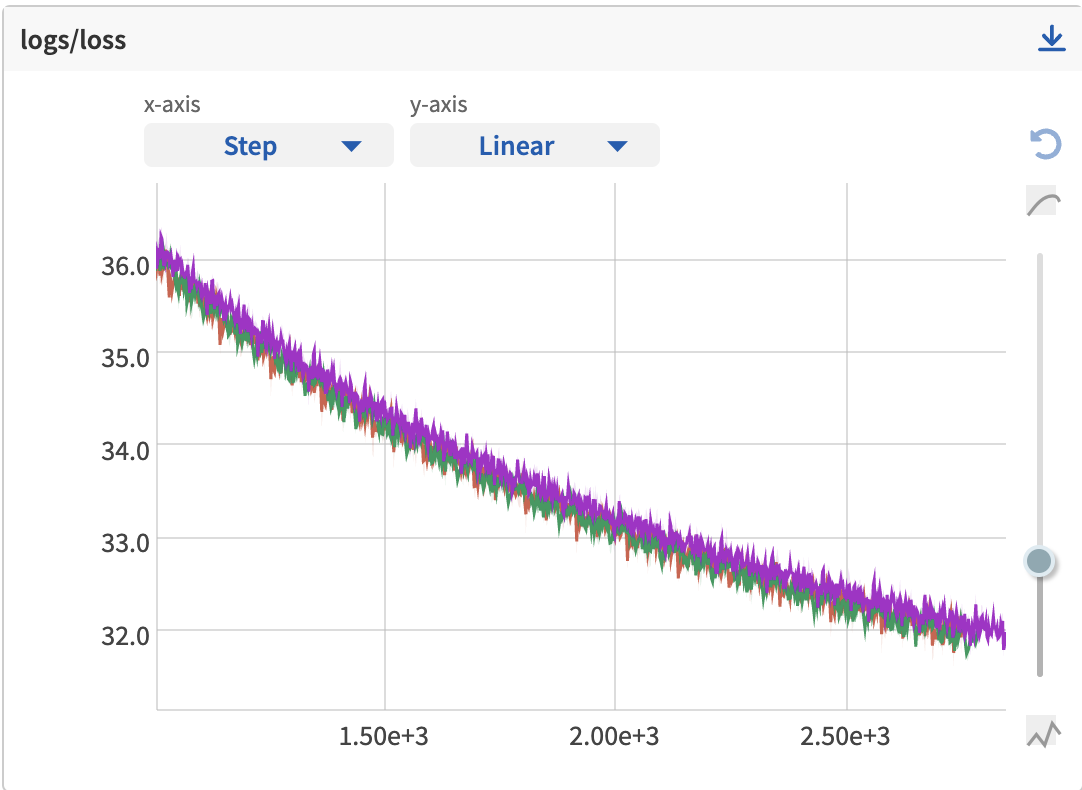 logs/loss
x-axis
y-axis
Step
Linear
36.0
35.0
34.0
33.0
32.0
1.50e+3
2.00e+3
2.50e+3